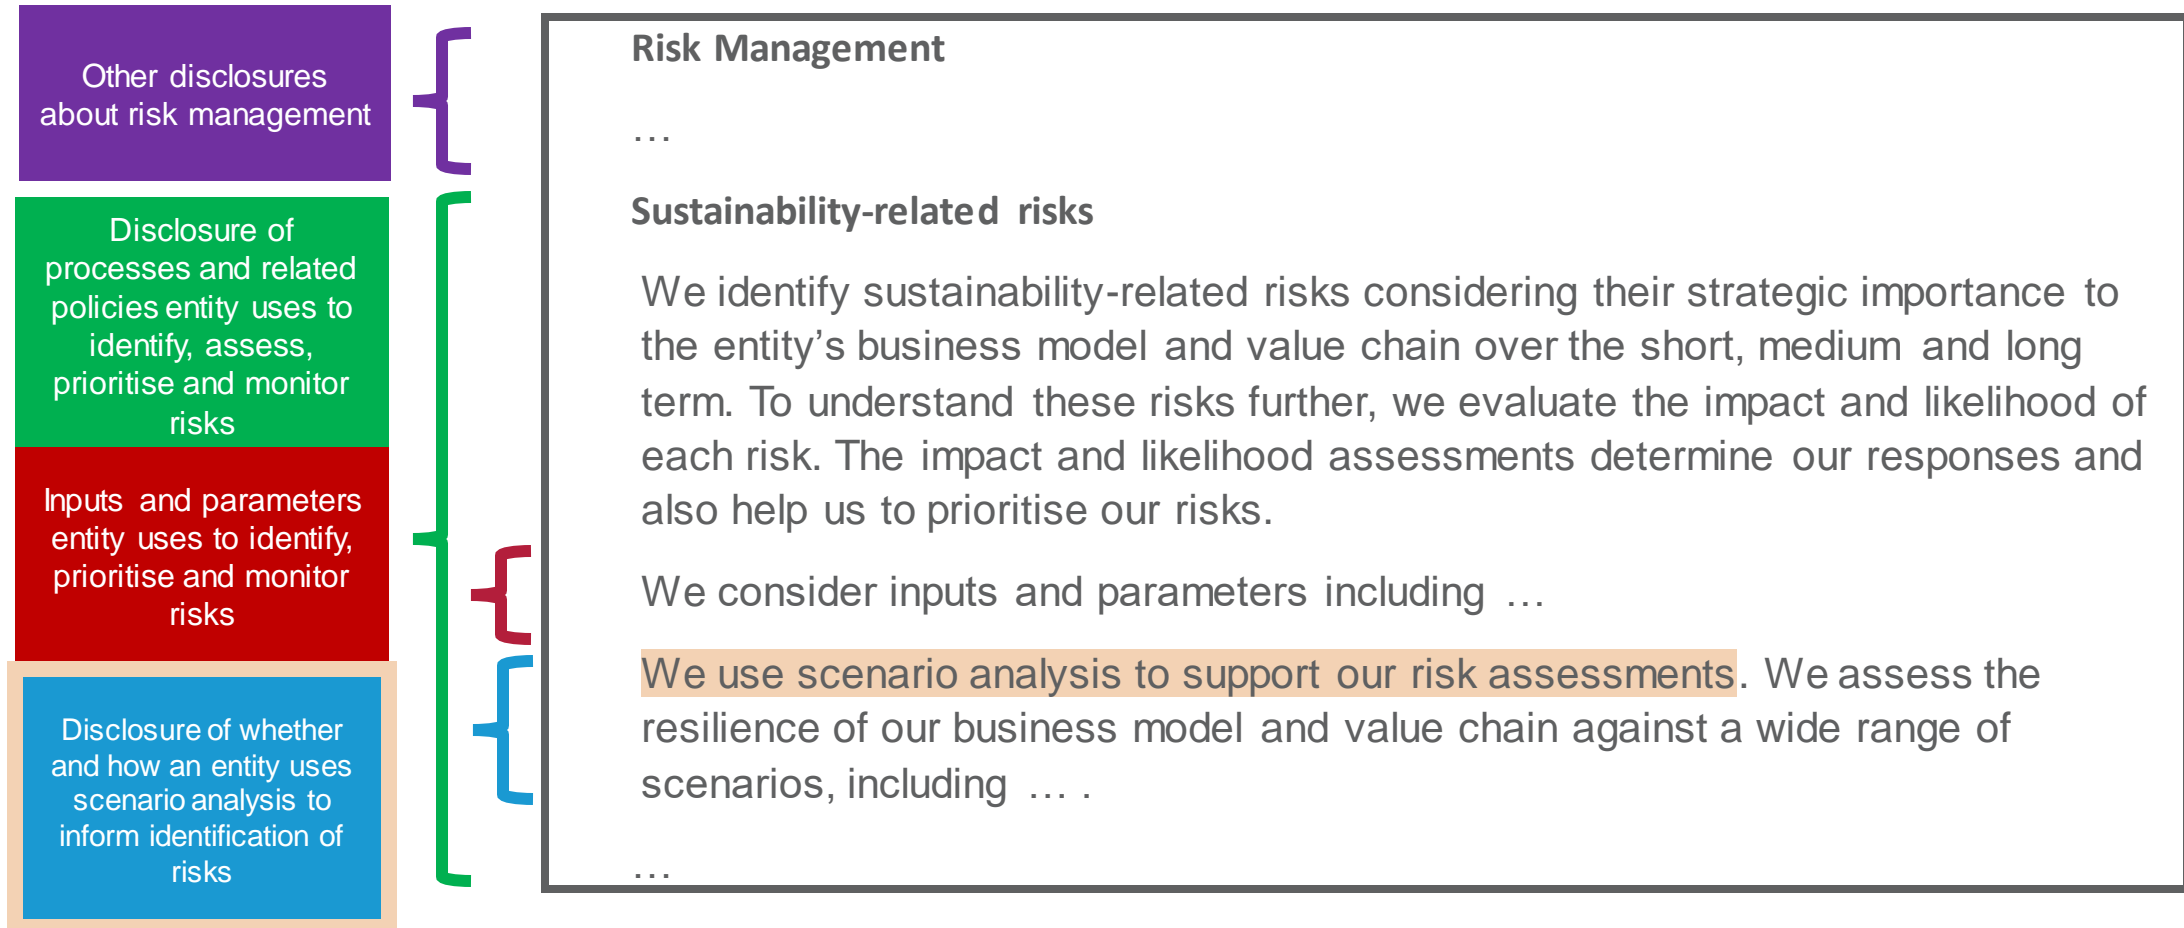 Other disclosures
about risk management
Disclosure of
processes and related
policies entity uses to
identify, assess,
prioritise and monitor
risks
Inputs and parameters
entity uses to identify,
prioritise and monitor
risks
Disclosure of whether
and how an entity uses
scenario analysis to
inform identification of
risks
Risk Management
…
Sustainability-related risks
We identify sustainability-related risks considering their strategic importance to
the entity’s business model and value chain over the short, medium and long
term. To understand these risks further, we evaluate the impact and likelihood of
each risk. The impact and likelihood assessments determine our responses and
also help us to prioritise our risks.
We consider inputs and parameters including …
We use scenario analysis to support our risk assessments. We assess the
resilience of our business model and value chain against a wide range of
scenarios, including … .
…